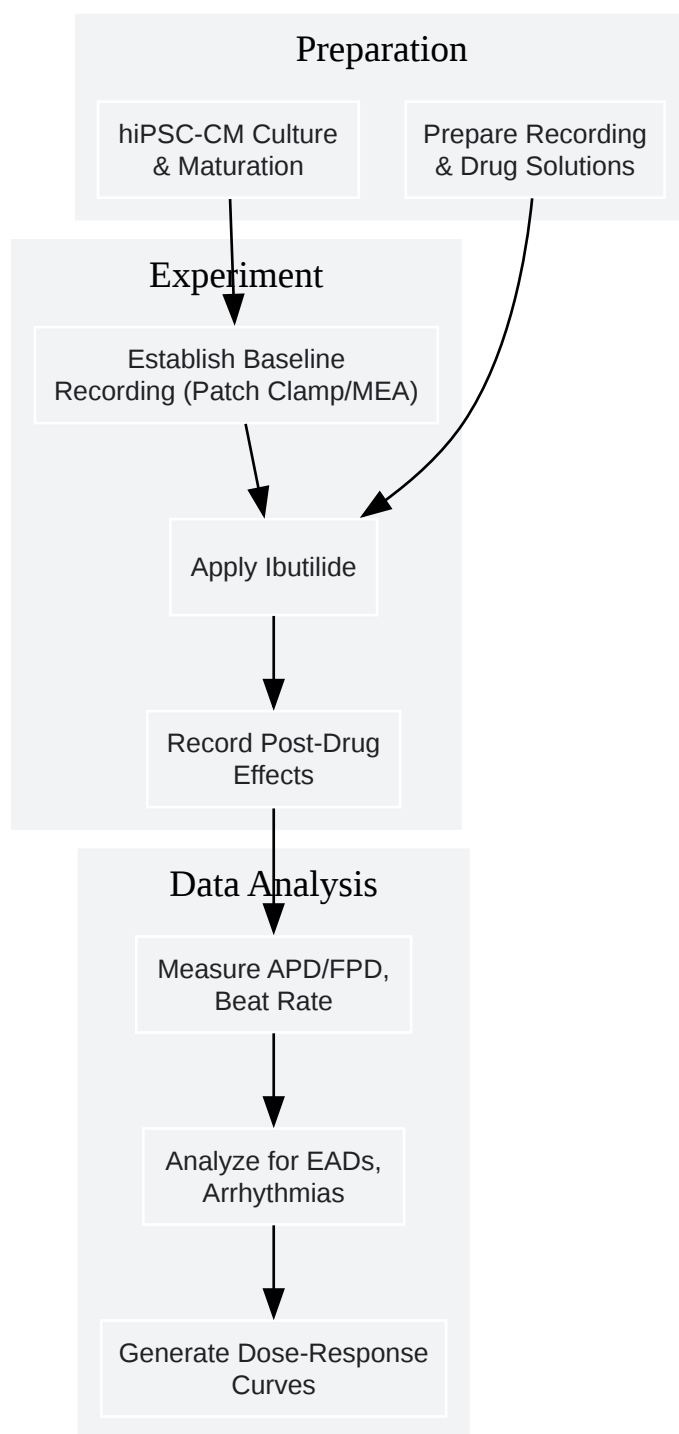 Preparation
hiPSC-CM Culture
& Maturation
Prepare Recording
& Drug Solutions
Experiment
Establish Baseline
Recording (Patch Clamp/MEA)
Apply Ibutilide
Record Post-Drug
Effects
Data Analysis
Measure APD/FPD,
Beat Rate
Analyze for EADs,
Arrhythmias
Generate Dose-Response
Curves